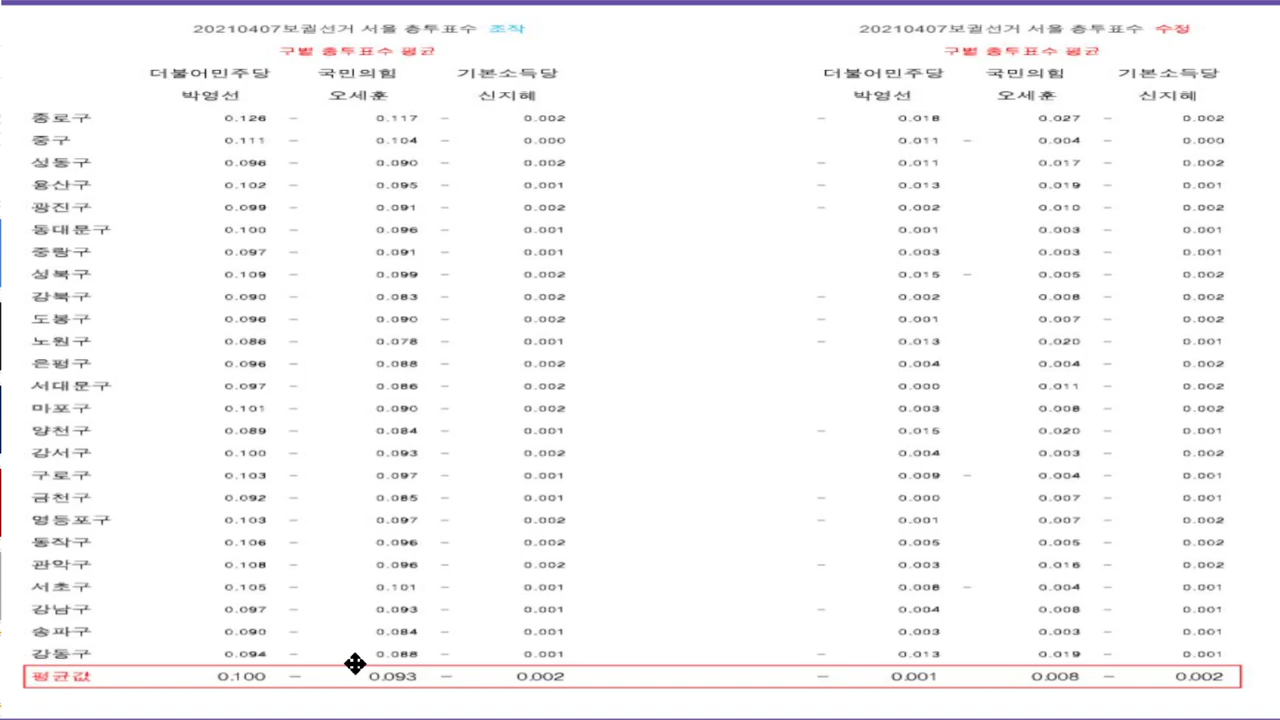 20210407보궐선거 서울 총투표수 조작 20210407보궐선거 서울 총투표수 수정
구별 총투표수 평균 구별 총투표수 평균
더불어민주당 국민의힘 기본소득당 더불어민주당 국민의힘 기본소득당
박영선 오세훈 신지혜 박영선 오세훈 신지혜
종로구 0.126 – 0.117 – 0.002 – 0.018 0.027 – 0.002
중구 0.111 – 0.104 – 0.000 0.011 – 0.004 – 0.000
성동구 0.096 – 0.090 – 0.002 – 0.011 0.017 – 0.002
용산구 0.102 – 0.095 – 0.001 – 0.013 0.019 – 0.001
광진구 0.099 – 0.091 – 0.002 – 0.002 0.010 – 0.002
동대문구 0.100 – 0.096 – 0.001 0.001 0.003 – 0.001
중랑구 0.097 – 0.091 – 0.001 0.003 0.003 – 0.001
성북구 0.109 – 0.099 – 0.002 0.015 – 0.005 – 0.002
강북구 0.090 – 0.083 – 0.002 – 0.002 0.008 – 0.002
도봉구 0.096 – 0.090 – 0.002 – 0.001 0.007 – 0.002
노원구 0.086 – 0.078 – 0.001 – 0.013 0.020 – 0.001
은평구 0.096 – 0.088 – 0.002 0.004 0.004 – 0.002
서대문구 0.097 – 0.086 – 0.002 0.000 0.011 – 0.002
마포구 0.101 – 0.090 – 0.002 0.003 0.008 – 0.002
양천구 0.089 – 0.084 – 0.001 – 0.015 0.020 – 0.001
강서구 0.100 – 0.093 – 0.002 – 0.004 0.003 – 0.002
구로구 0.103 – 0.097 – 0.001 0.009 – 0.004 – 0.001
금천구 0.092 – 0.085 – 0.001 – 0.000 0.007 – 0.001
영등포구 0.103 – 0.097 – 0.002 – 0.001 0.007 – 0.002
동작구 0.106 – 0.096 – 0.002 0.005 0.005 – 0.002
관악구 0.108 – 0.096 – 0.002 – 0.003 0.016 – 0.002
서초구 0.105 – 0.101 – 0.001 0.008 – 0.004 – 0.001
강남구 0.097 – 0.093 – 0.001 – 0.004 0.008 – 0.001
송파구 0.090 – 0.084 – 0.001 0.003 0.003 – 0.001
강동구 0.094 – 0.088 – 0.001 – 0.013 0.019 – 0.001
평균값 0.100 – 0.093 – 0.002 – 0.001 0.008 – 0.002